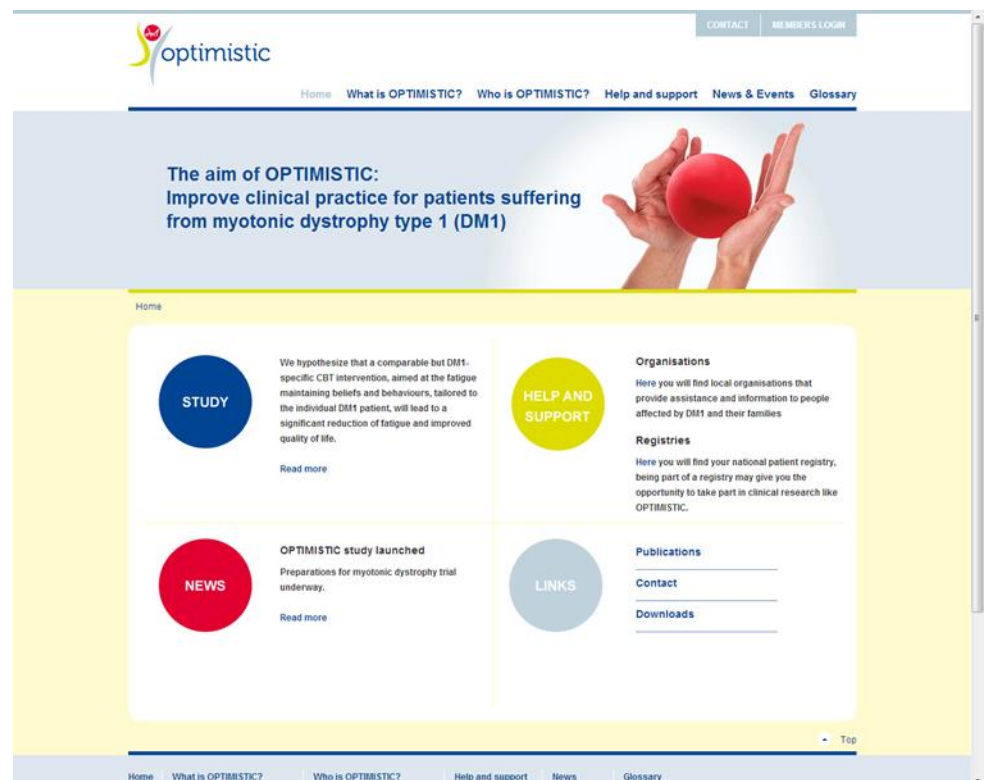 CONTACT MEMBERS LOGIN
optimistic
Home What is OPTIMISTIC? Who is OPTIMISTIC? Help and support News & Events Glossary
The aim of OPTIMISTIC:
Improve clinical practice for patients suffering
from myotonic dystrophy type 1 (DM1)
Home
STUDY
We hypothesize that a comparable but DM1-
specific CBT intervention, aimed at the fatigue
maintaining beliefs and behaviours, tailored to
the individual DM1 patient, will lead to a
significant reduction of fatigue and improved
quality of life.
Read more
HELP AND
SUPPORT
Organisations
Here you will find local organisations that
provide assistance and information to people
affected by DM1 and their families
Registries
Here you will find your national patient registry,
being part of a registry may give you the
opportunity to take part in clinical research like
OPTIMISTIC.
NEWS
OPTIMISTIC study launched
Preparations for myotonic dystrophy trial
underway.
Read more
LINKS
Publications
Contact
Downloads
Top
Home What is OPTIMISTIC? Who is OPTIMISTIC? Help and support News Glossary